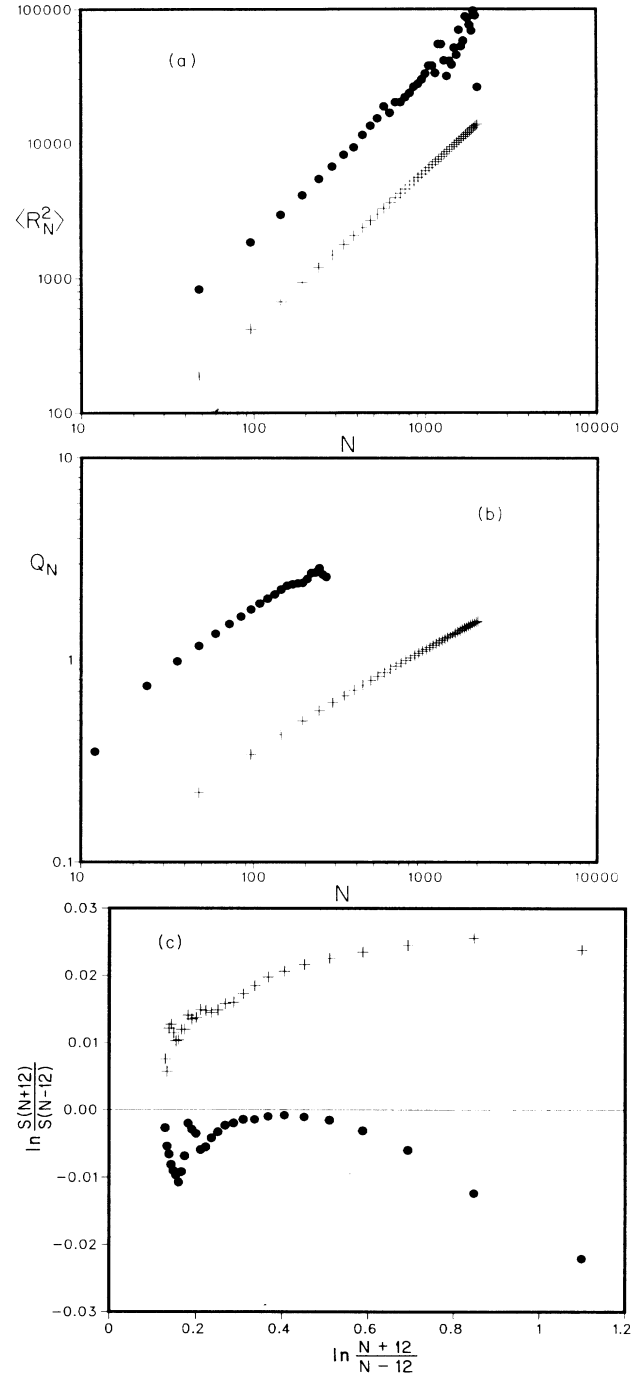 100000
(a)
10000
⟨R_N^2⟩
1000
100
10 100 1000 10000
N
10
(b)
Q_N
1
0.1
10 100 1000 10000
N
0.03
(c)
0.02
0.01
ln S(N+12)/S(N-12)
0.00
-0.01
-0.02
-0.03
0 0.2 0.4 0.6 0.8 1 1.2
ln N + 12/N - 12